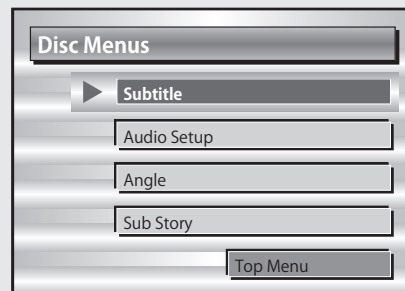 Disc Menus
Subtitle
Audio Setup
Angle
Sub Story
Top Menu